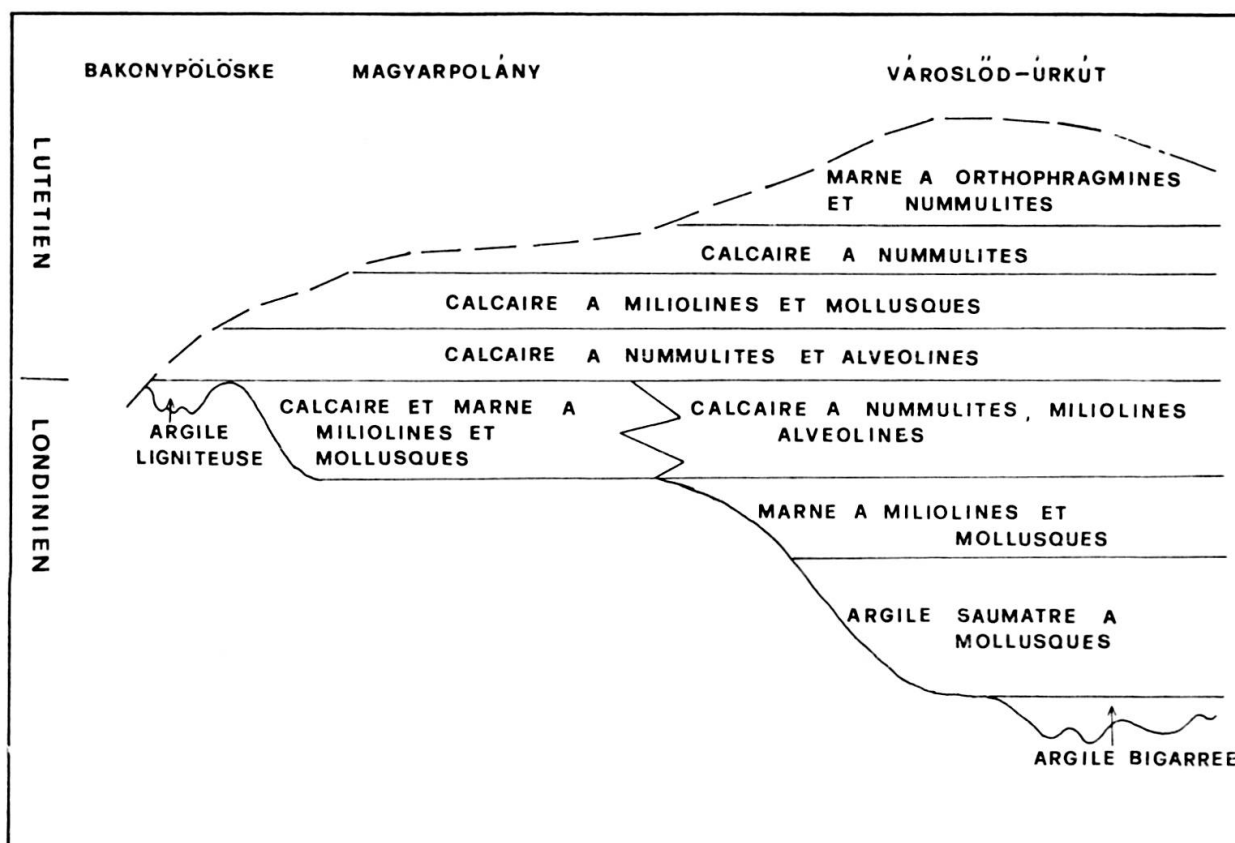 BAKONYPÖLÖSKE
MAGYARPOLÁNY
VÁROSLŐD-ÚRKÚT
LUTETIEN
MARNE A ORTHOPHRAGMINES
ET NUMMULITES
CALCAIRE A NUMMULITES
CALCAIRE A MILIOLINES ET MOLLUSQUES
CALCAIRE A NUMMULITES ET ALVEOLINES
LONDINIEN
ARGILE
LIGNITEUSE
CALCAIRE ET MARNE A
MILIOLINES ET
MOLLUSQUES
CALCAIRE A NUMMULITES, MILIOLINES
ALVEOLINES
MARNE A MILIOLINES ET
MOLLUSQUES
ARGILE SAUMATRE A
MOLLUSQUES
ARGILE BIGARREE